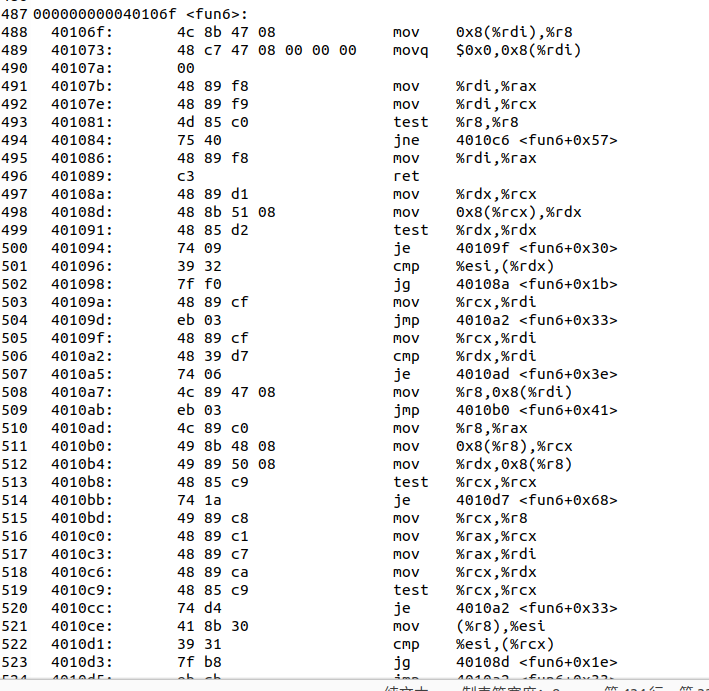 487 000000000040106f <fun6>:
488 40106f: 4c 8b 47 08 mov 0x8(%rdi),%r8
489 401073: 48 c7 47 08 00 00 00 movq $0x0,0x8(%rdi)
490 40107a: 00
491 40107b: 48 89 f8 mov %rdi,%rax
492 40107e: 48 89 f9 mov %rdi,%rcx
493 401081: 4d 85 c0 test %r8,%r8
494 401084: 75 40 jne 4010c6 <fun6+0x57>
495 401086: 48 89 f8 mov %rdi,%rax
496 401089: c3 ret
497 40108a: 48 89 d1 mov %rdx,%rcx
498 40108d: 48 8b 51 08 mov 0x8(%rcx),%rdx
499 401091: 48 85 d2 test %rdx,%rdx
500 401094: 74 09 je 40109f <fun6+0x30>
501 401096: 39 32 cmp %esi,(%rdx)
502 401098: 7f f0 jg 40108a <fun6+0x1b>
503 40109a: 48 89 cf mov %rcx,%rdi
504 40109d: eb 03 jmp 4010a2 <fun6+0x33>
505 40109f: 48 89 cf mov %rcx,%rdi
506 4010a2: 48 39 d7 cmp %rdx,%rdi
507 4010a5: 74 06 je 4010ad <fun6+0x3e>
508 4010a7: 4c 89 47 08 mov %r8,0x8(%rdi)
509 4010ab: eb 03 jmp 4010b0 <fun6+0x41>
510 4010ad: 4c 89 c0 mov %r8,%rax
511 4010b0: 49 8b 48 08 mov 0x8(%r8),%rcx
512 4010b4: 49 89 50 08 mov %rdx,0x8(%r8)
513 4010b8: 48 85 c9 test %rcx,%rcx
514 4010bb: 74 1a je 4010d7 <fun6+0x68>
515 4010bd: 49 89 c8 mov %rcx,%r8
516 4010c0: 48 89 c1 mov %rax,%rcx
517 4010c3: 48 89 c7 mov %rax,%rdi
518 4010c6: 48 89 ca mov %rcx,%rdx
519 4010c9: 48 85 c9 test %rcx,%rcx
520 4010cc: 74 d4 je 4010a2 <fun6+0x33>
521 4010ce: 41 8b 30 mov (%r8),%esi
522 4010d1: 39 31 cmp %esi,(%rcx)
523 4010d3: 7f b8 jg 40108d <fun6+0x1e>